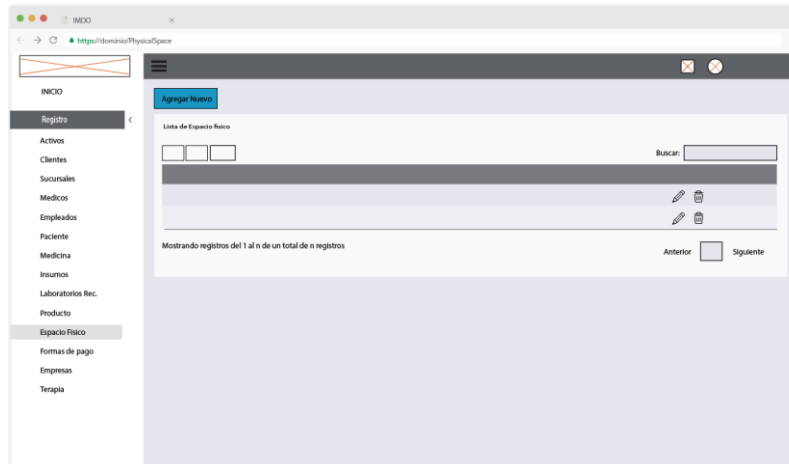 IMDO
https://dominio/PhysicalSpace
INICIO
Registro
Activos
Clientes
Sucursales
Medicos
Empleados
Paciente
Medicina
Insumos
Laboratorios Rec.
Producto
Espacio Fisico
Formas de pago
Empresas
Terapia
Agregar Nuevo
Lista de Espacio fisico
Buscar:
Mostrando registros del 1 al n de un total de n registros
Anterior
Siguiente